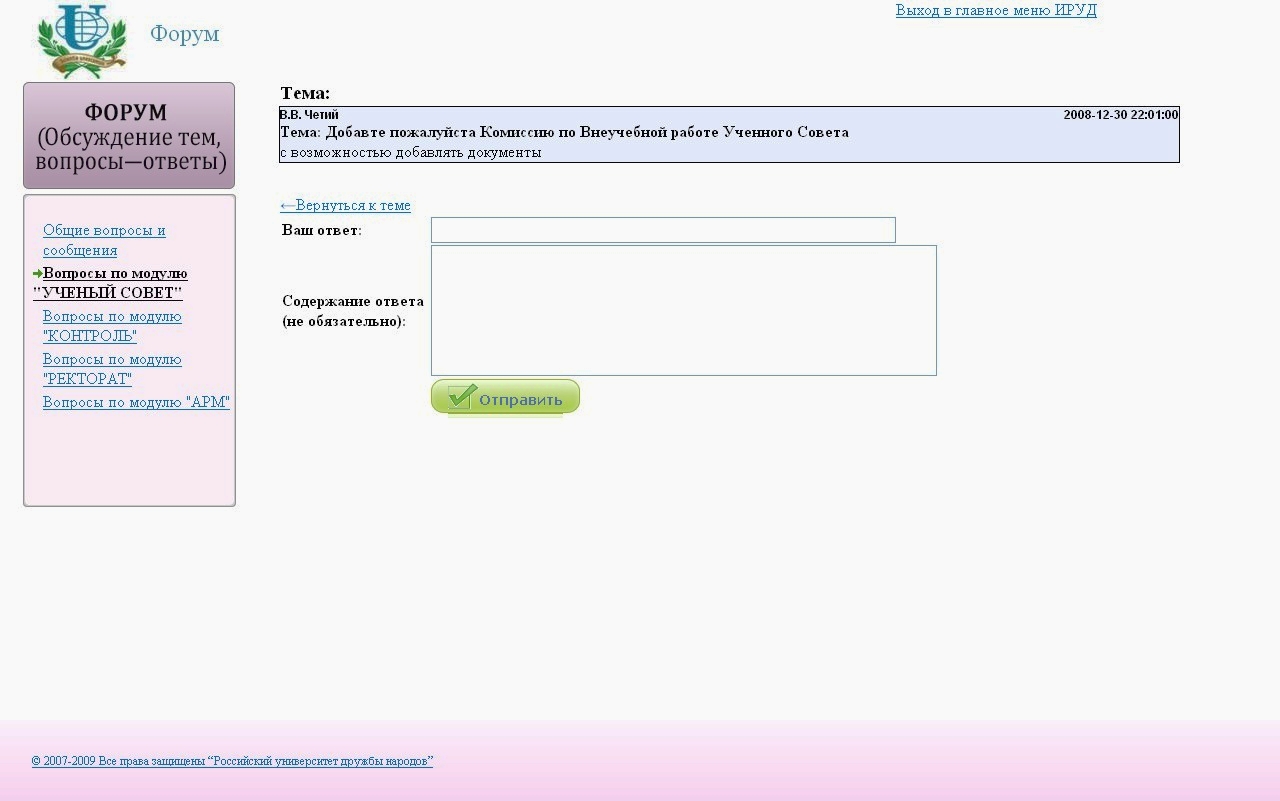 Выход в главное меню ИРУД
Форум
ФОРУМ
(Обсуждение тем,
вопросы—ответы)
Общие вопросы и
сообщения
Вопросы по модулю
"УЧЕНЫЙ СОВЕТ"
Вопросы по модулю
"КОНТРОЛЬ"
Вопросы по модулю
"РЕКТОРАТ"
Вопросы по модулю "АРМ"
Тема:
В.В. Четий 2008-12-30 22:01:00
Тема: Добавте пожалуйста Комиссию по Внеучебной работе Ученного Совета
с возможностью добавлять документы
←Вернуться к теме
Ваш ответ:
Содержание ответа
(не обязательно):
Отправить
© 2007-2009 Все права защищены “Российский университет дружбы народов”